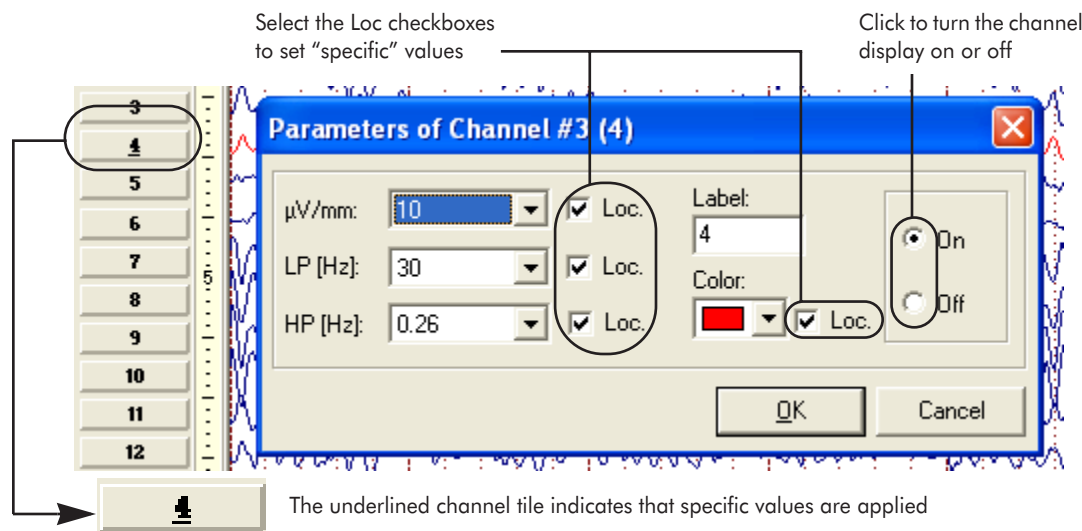 Select the Loc checkboxes
to set “specific” values
Click to turn the channel
display on or off
3
4
5
6
7
8
9
10
11
12
5
Parameters of Channel #3 (4)
µV/mm: 10 Loc.
LP [Hz]: 30 Loc.
HP [Hz]: 0.26 Loc.
Label:
4
Color:
Loc.
On
Off
OK Cancel
4 The underlined channel tile indicates that specific values are applied